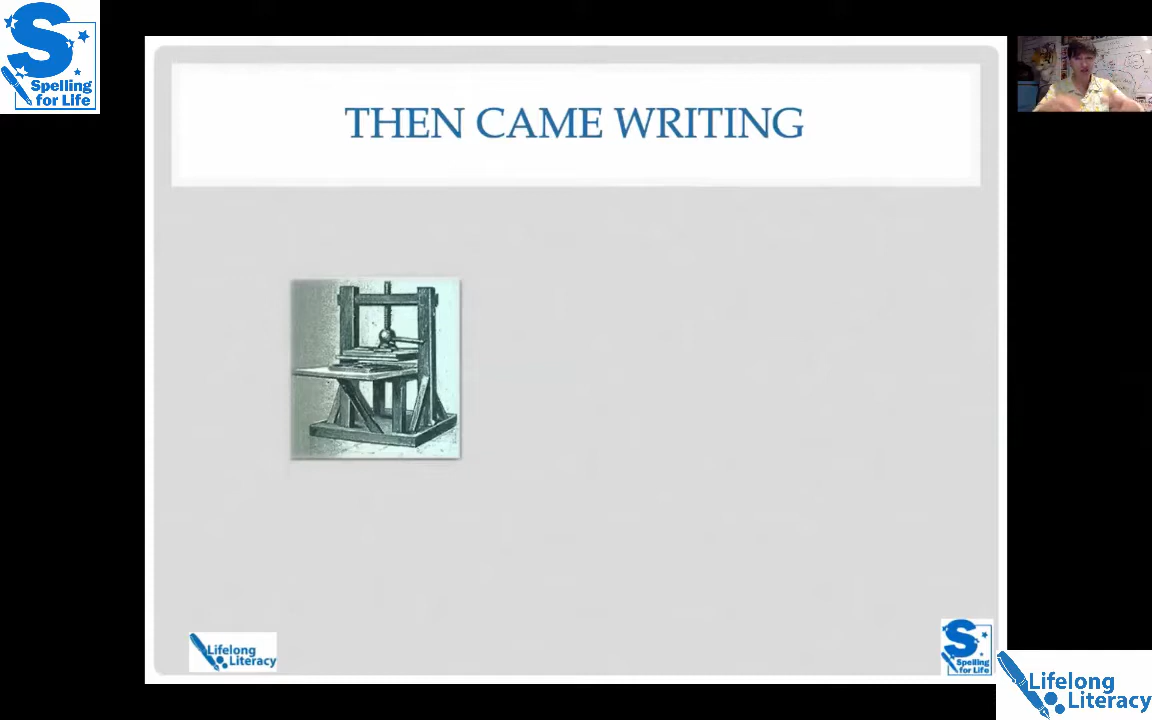 S
Spelling
for Life
THEN CAME WRITING
Lifelong
Literacy
S
Spelling
for Life
Lifelong
Literacy